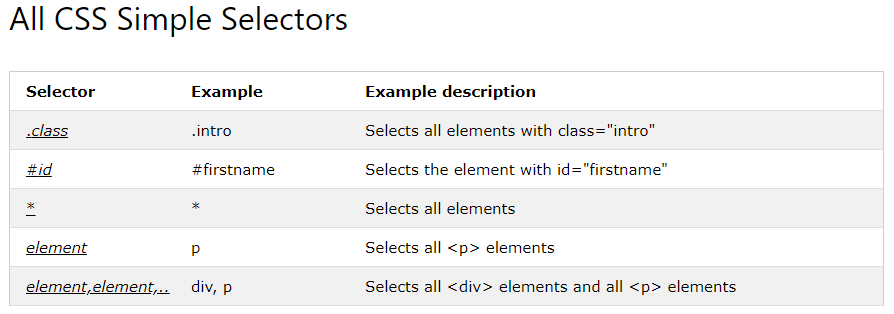 All CSS Simple Selectors
Selector Example Example description
.class .intro Selects all elements with class="intro"
#id #firstname Selects the element with id="firstname"
* * Selects all elements
element p Selects all <p> elements
element,element,.. div, p Selects all <div> elements and all <p> elements